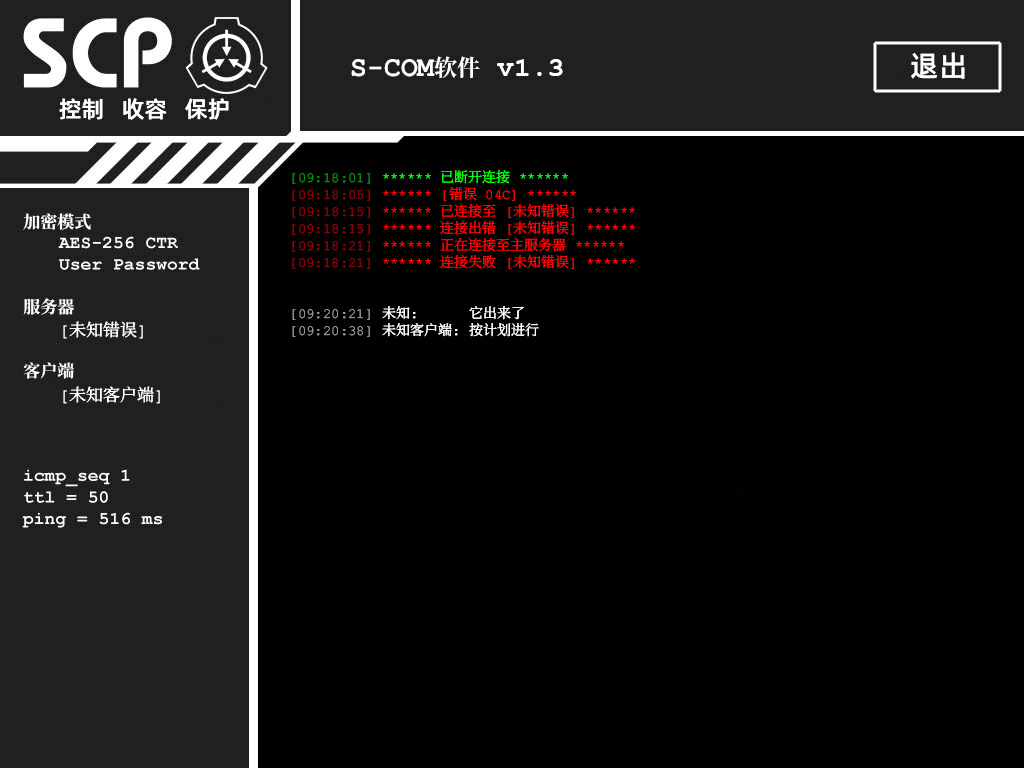 SCP
控制 收容 保护
S-COM软件 v1.3
退出
加密模式
AES-256 CTR
User Password
服务器
[未知错误]
客户端
[未知客户端]
icmp_seq 1
ttl = 50
ping = 516 ms
[09:18:01] ****** 已断开连接 ******
[09:18:05] ****** [错误 04C] ******
[09:18:15] ****** 已连接至 [未知错误] ******
[09:18:15] ****** 连接出错 [未知错误] ******
[09:18:21] ****** 正在连接至主服务器 ******
[09:18:21] ****** 连接失败 [未知错误] ******
[09:20:21] 未知: 它出来了
[09:20:38] 未知客户端: 按计划进行